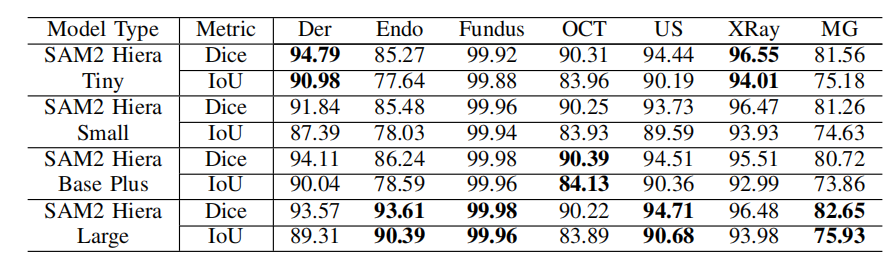 Model Type Metric Der Endo Fundus OCT US XRay MG
SAM2 Hiera Dice 94.79 85.27 99.92 90.31 94.44 96.55 81.56
Tiny IoU 90.98 77.64 99.88 83.96 90.19 94.01 75.18
SAM2 Hiera Dice 91.84 85.48 99.96 90.25 93.73 96.47 81.26
Small IoU 87.39 78.03 99.94 83.93 89.59 93.93 74.63
SAM2 Hiera Dice 94.11 86.24 99.98 90.39 94.51 95.51 80.72
Base Plus IoU 90.04 78.59 99.96 84.13 90.36 92.99 73.86
SAM2 Hiera Dice 93.57 93.61 99.98 90.22 94.71 96.48 82.65
Large IoU 89.31 90.39 99.96 83.89 90.68 93.98 75.93